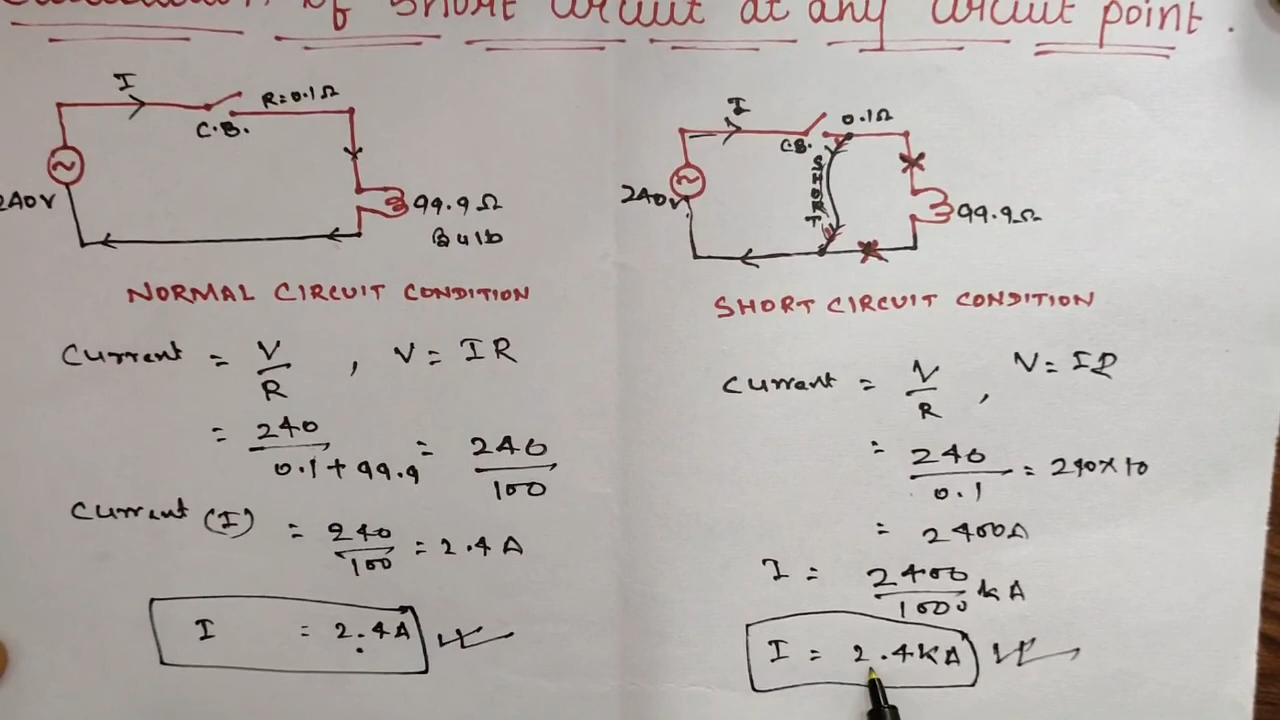 of short circuit at any circuit point.
I
C.B.
R=0.1Ω
240V
99.9Ω
Bulb
NORMAL CIRCUIT CONDITION
Current = V/R , V = IR
= 240/0.1+99.9 = 240/100
Current (I) = 240/100 = 2.4 A
I = 2.4A
I
CB.
0.1Ω
SHORT
240V
99.9Ω
SHORT CIRCUIT CONDITION
Current = V/R , V=IR
= 240/0.1 = 240×10
= 2400A
I = 2400/1000 kA
I = 2.4kA